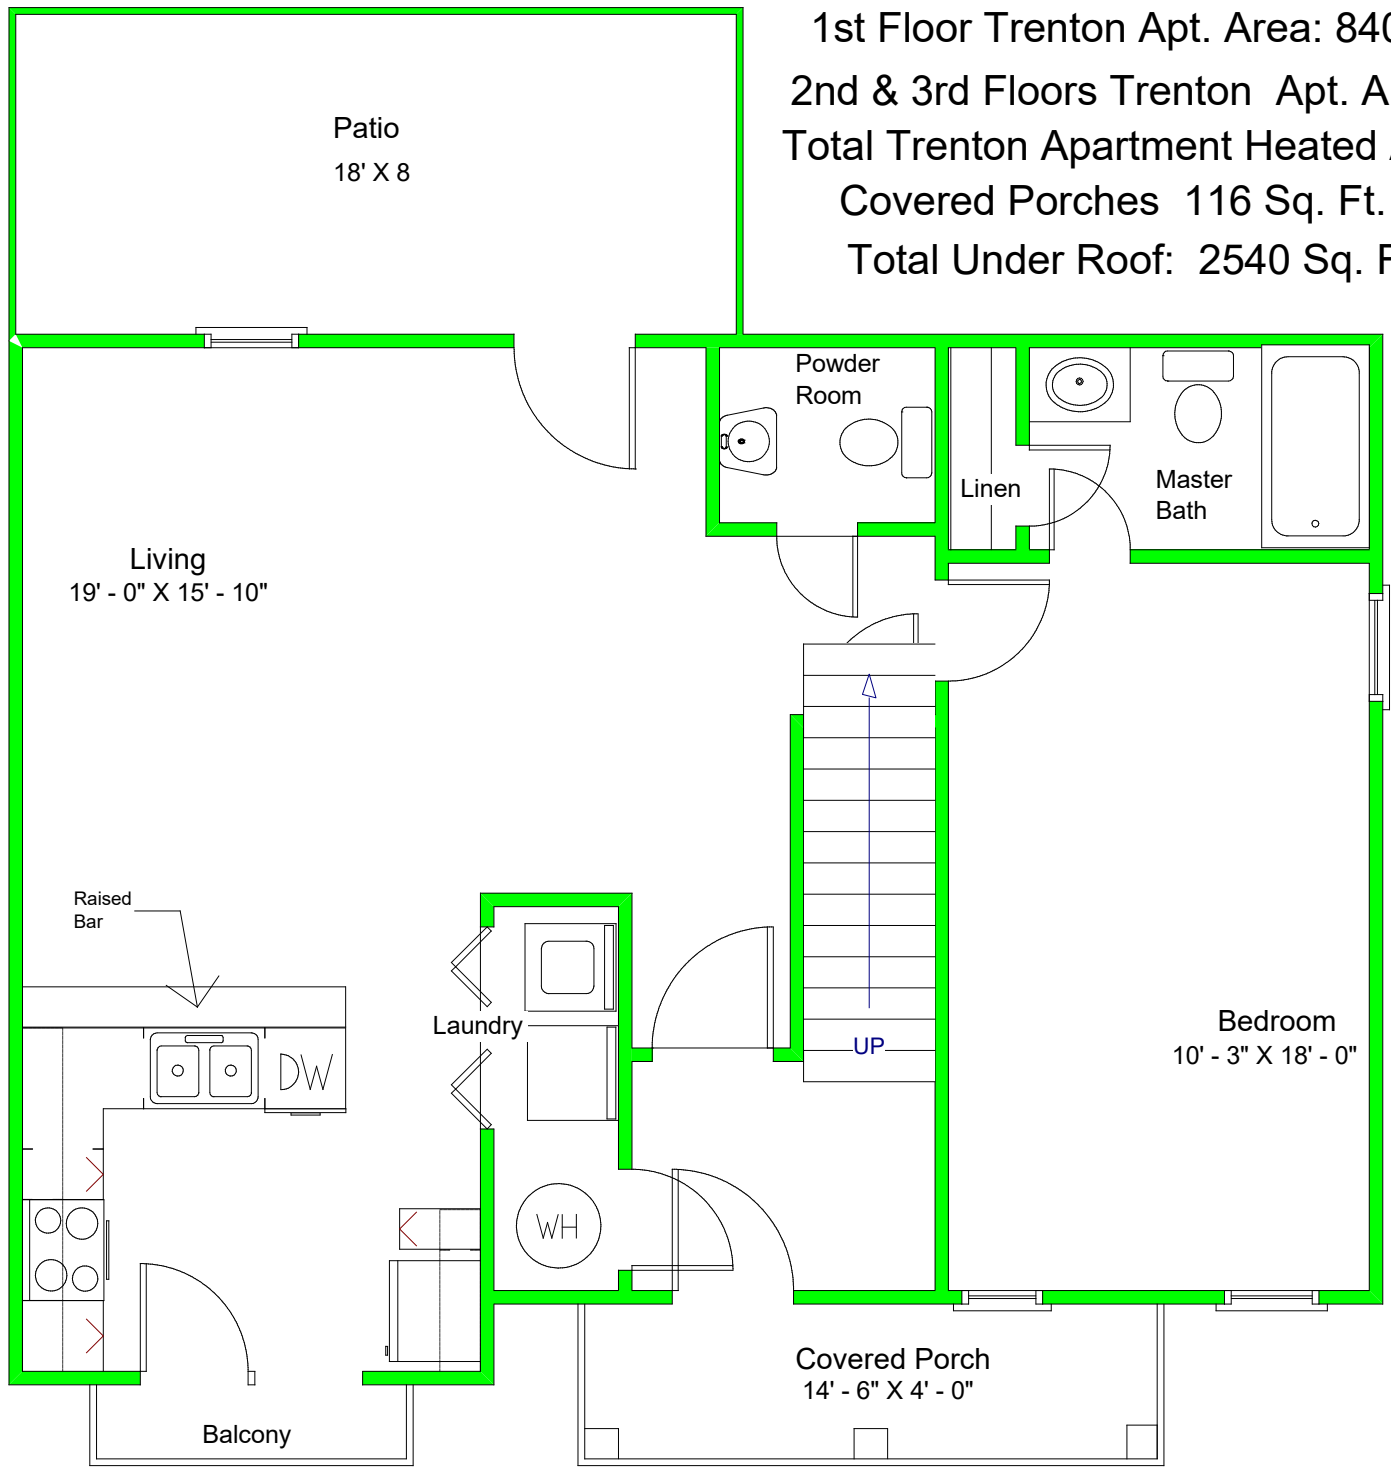 1st Floor Trenton Apt. Area: 840
2nd & 3rd Floors Trenton Apt. A
Total Trenton Apartment Heated
Covered Porches 116 Sq. Ft.
Total Under Roof: 2540 Sq. F
Patio
18' X 8
Powder
Room
Linen
Master
Bath
Living
19' - 0" X 15' - 10"
Raised
Bar
Laundry
UP
DW
Bedroom
10' - 3" X 18' - 0"
WH
Covered Porch
14' - 6" X 4' - 0"
Balcony